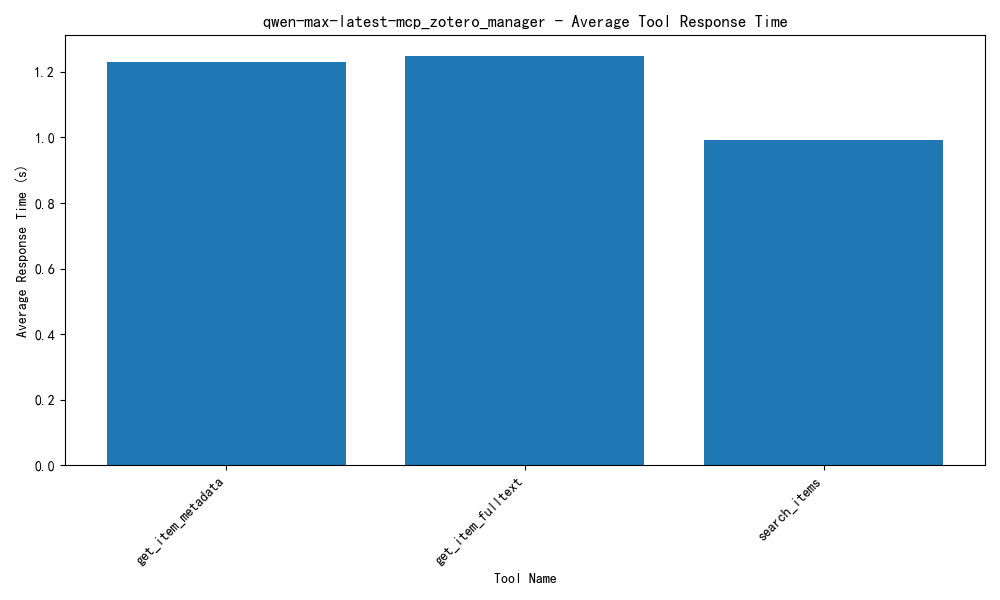 qwen-max-latest-mcp_zotero_manager - Average Tool Response Time
Average Response Time (s)
1.2
1.0
0.8
0.6
0.4
0.2
0.0
get_item_metadata
get_item_fulltext
search_items
Tool Name